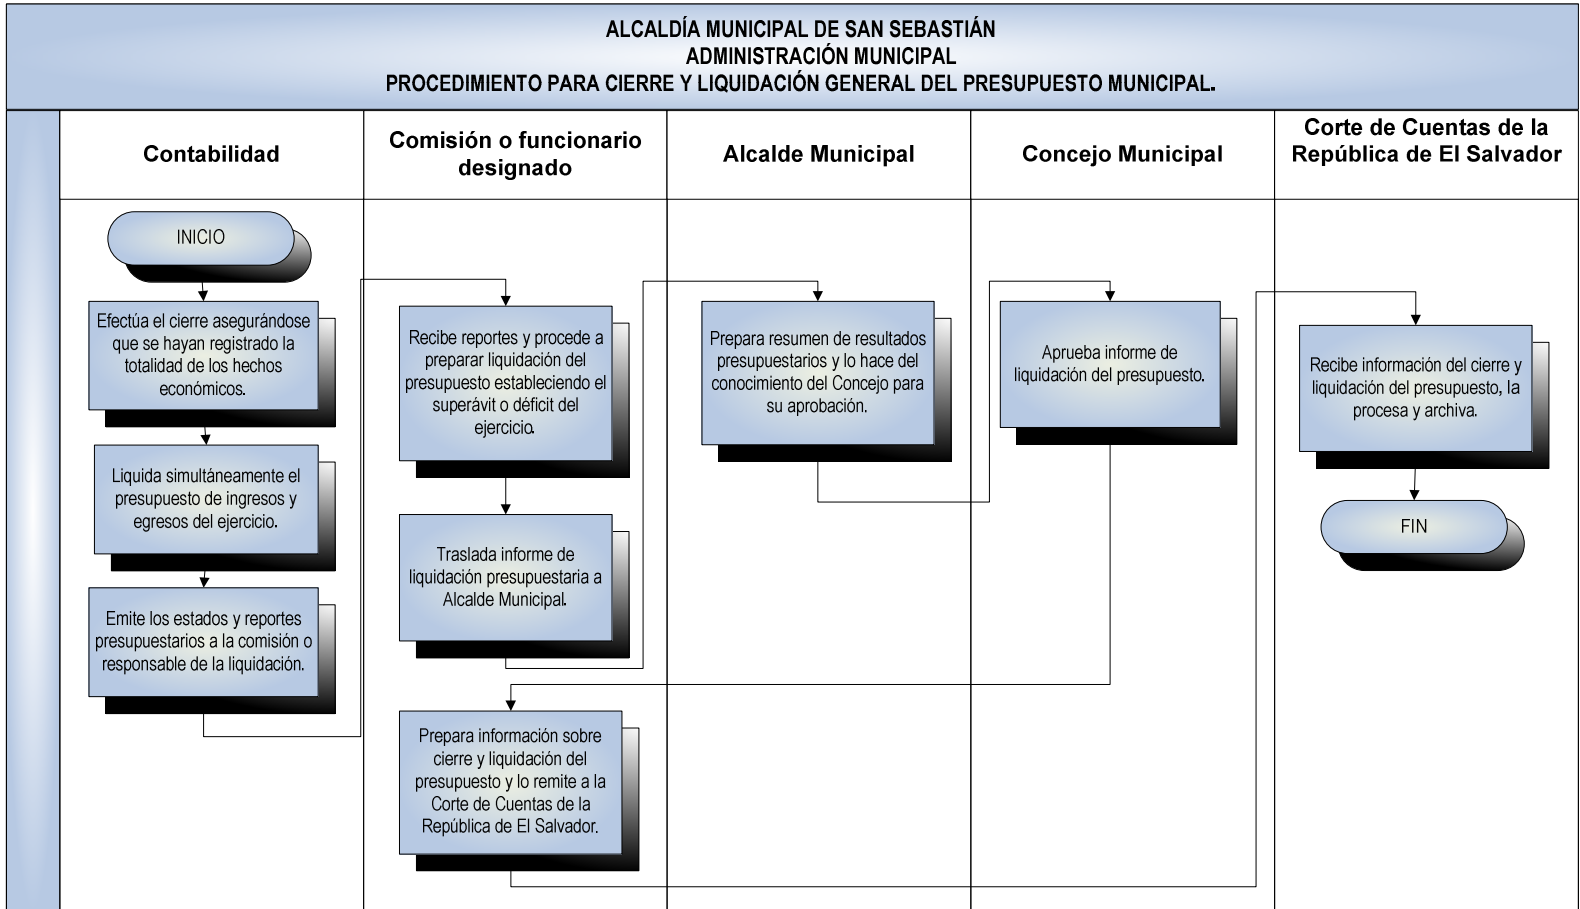 ALCALDÍA MUNICIPAL DE SAN SEBASTIÁN
ADMINISTRACIÓN MUNICIPAL
PROCEDIMIENTO PARA CIERRE Y LIQUIDACIÓN GENERAL DEL PRESUPUESTO MUNICIPAL.
Contabilidad
Comisión o funcionario
designado
Alcalde Municipal
Concejo Municipal
Corte de Cuentas de la
República de El Salvador
INICIO
Efectúa el cierre asegurándose
que se hayan registrado la
totalidad de los hechos
económicos.
Liquida simultáneamente el
presupuesto de ingresos y
egresos del ejercicio.
Emite los estados y reportes
presupuestarios a la comisión o
responsable de la liquidación.
Recibe reportes y procede a
preparar liquidación del
presupuesto estableciendo el
superávit o déficit del
ejercicio.
Traslada informe de
liquidación presupuestaria a
Alcalde Municipal.
Prepara resumen de resultados
presupuestarios y lo hace del
conocimiento del Concejo para
su aprobación.
Aprueba informe de
liquidación del presupuesto.
Prepara información sobre
cierre y liquidación del
presupuesto y lo remite a la
Corte de Cuentas de la
República de El Salvador.
Recibe información del cierre y
liquidación del presupuesto, la
procesa y archiva.
FIN